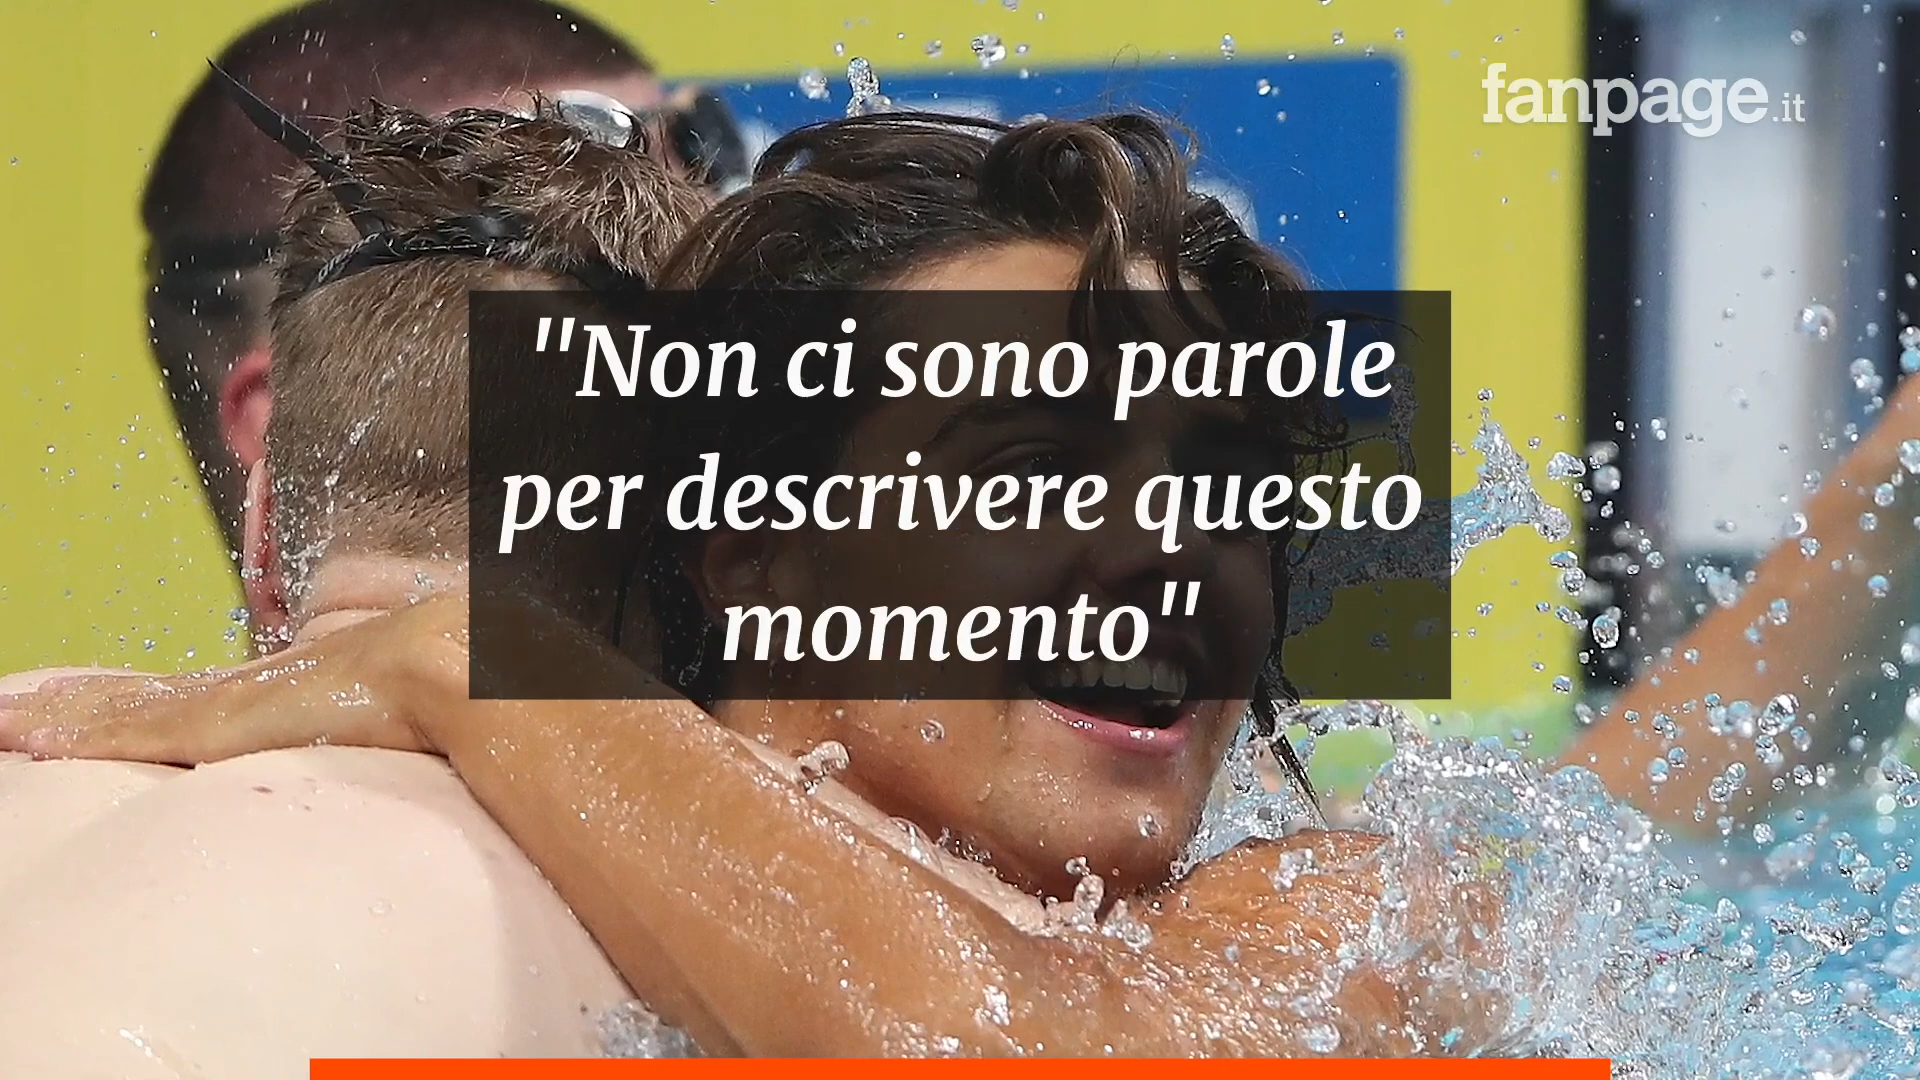 fanpage.it
"Non ci sono parole
per descrivere questo
momento"